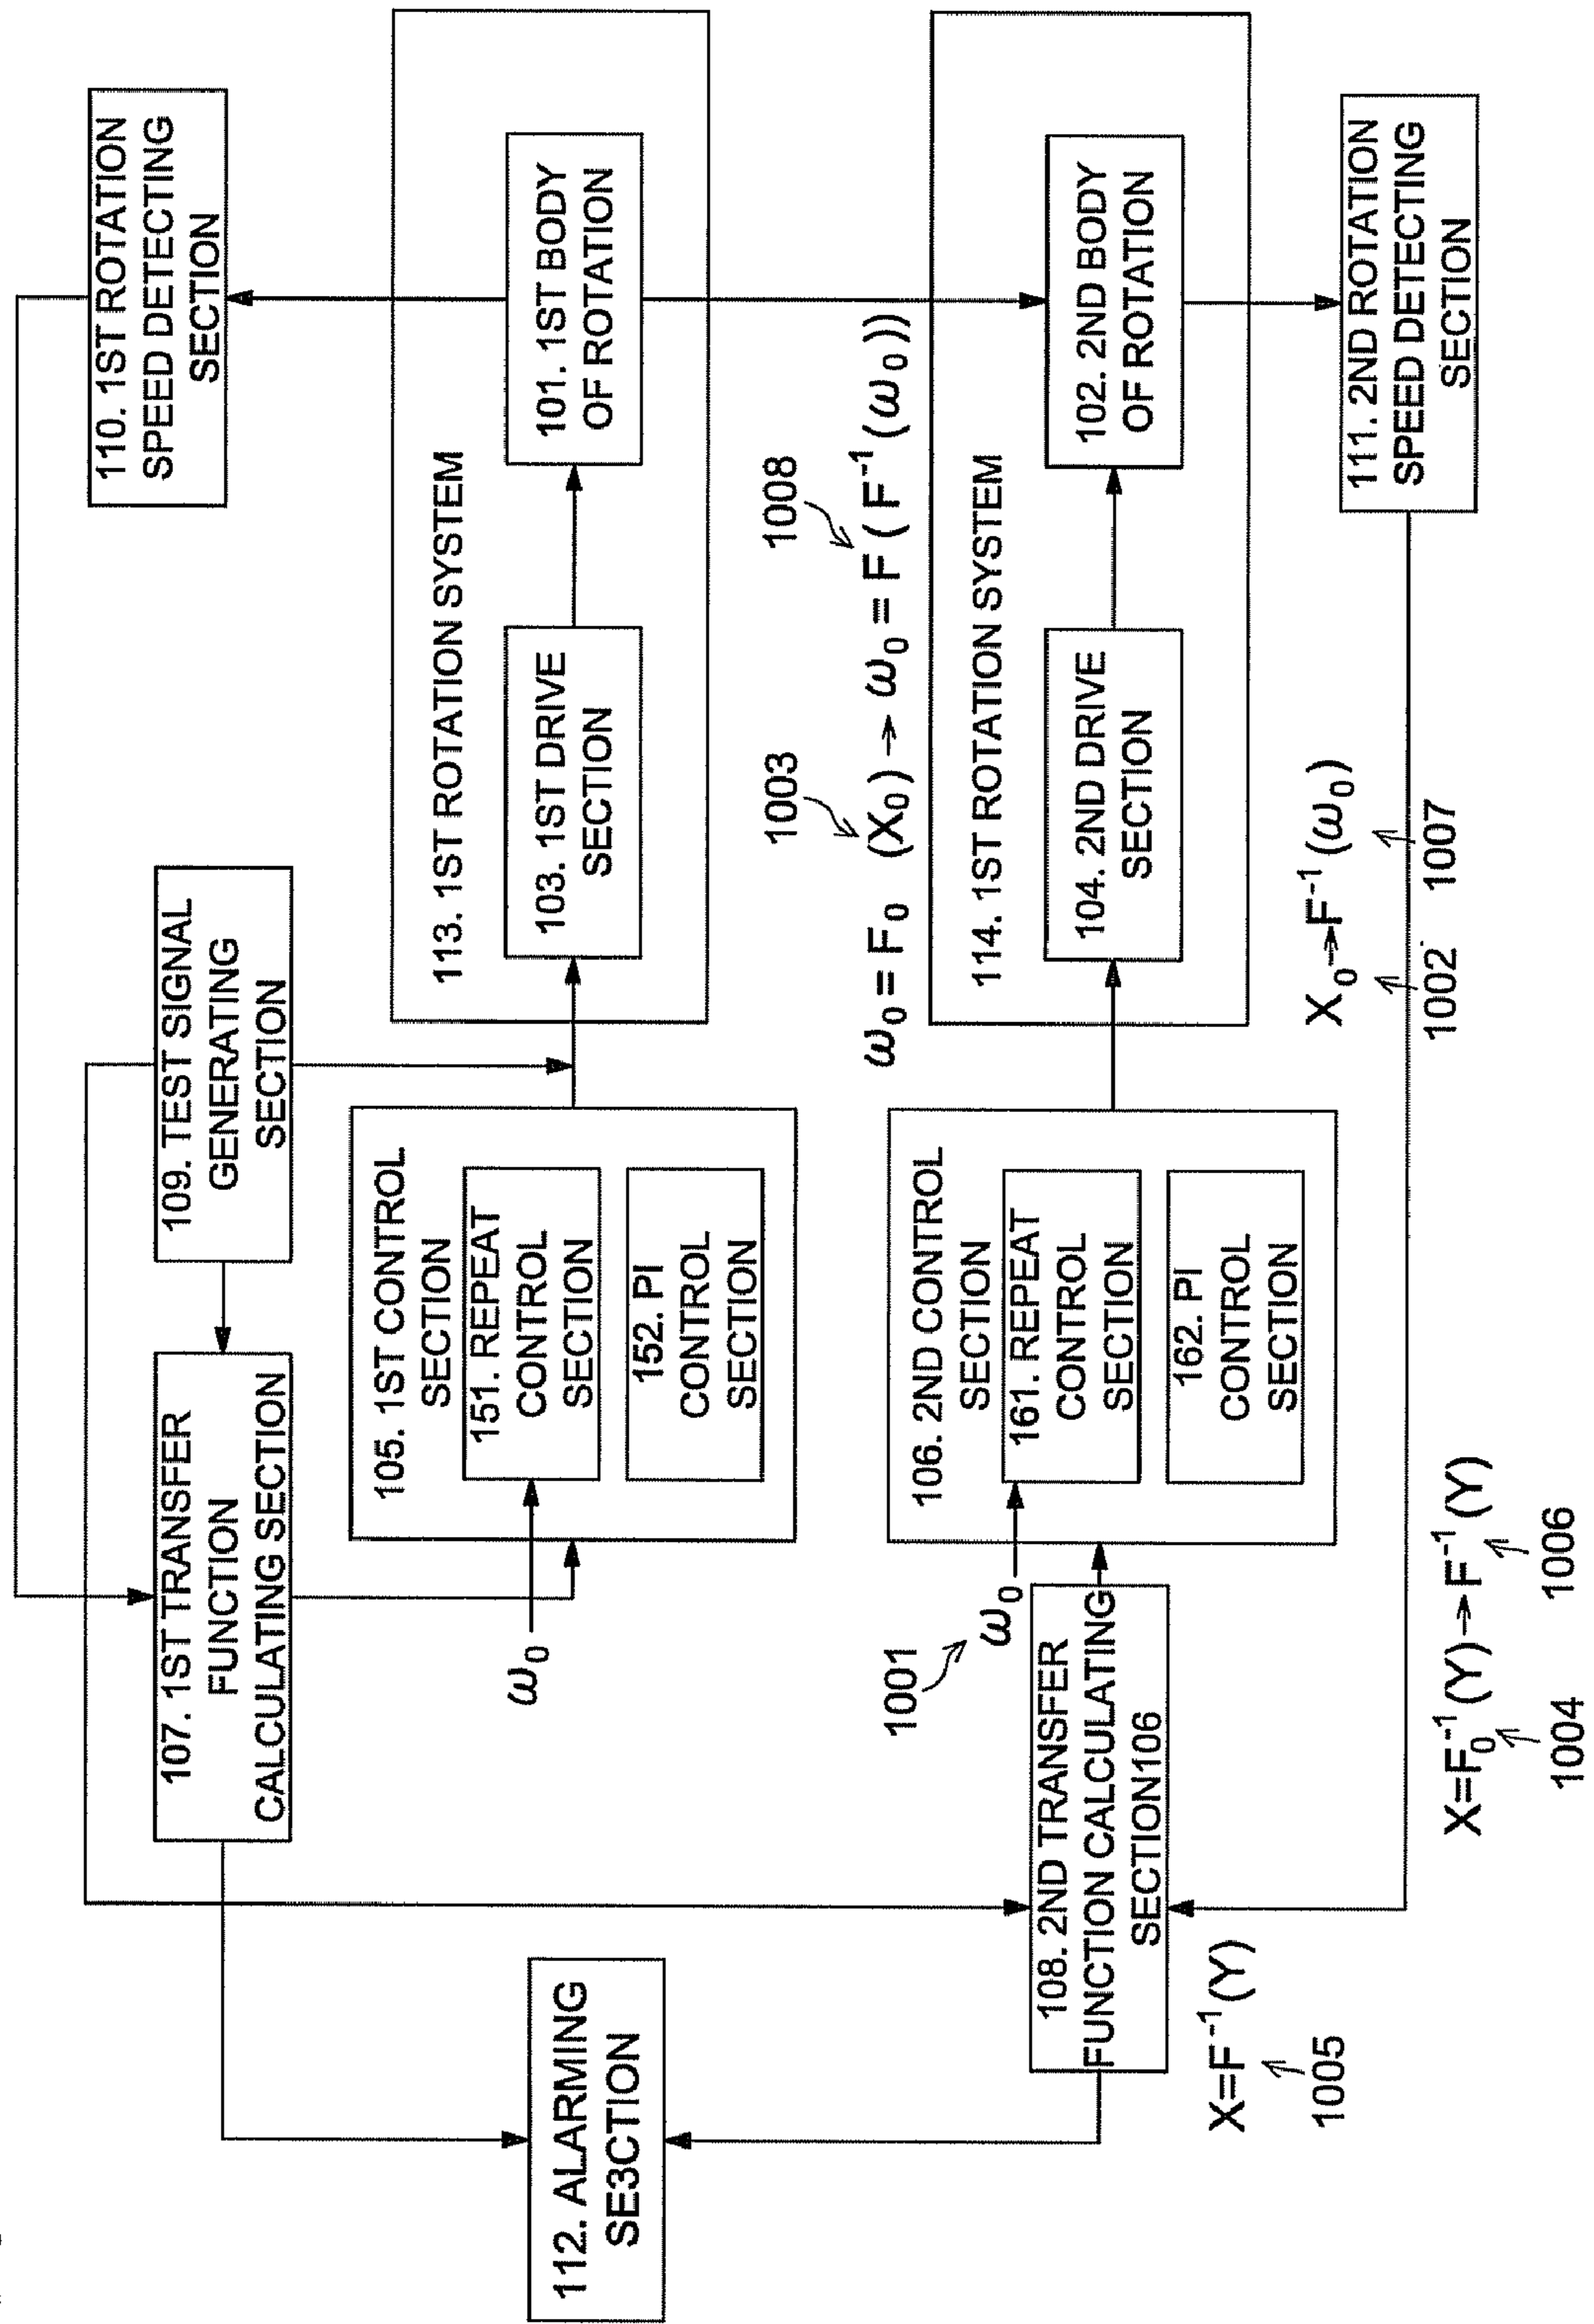 110. 1ST ROTATION
SPEED DETECTING
SECTION
109. TEST SIGNAL
GENERATING
SECTION
107. 1ST TRANSFER
FUNCTION
CALCULATING SECTION
112. ALARMING
SE3CTION
105. 1ST CONTROL
SECTION
151. REPEAT
CONTROL
SECTION
152. PI
CONTROL
SECTION
ω₀
113. 1ST ROTATION SYSTEM
103. 1ST DRIVE
SECTION
101. 1ST BODY
OF ROTATION
1003
1008
ω₀ = F₀ (X₀) → ω₀ = F ( F⁻¹ (ω₀))
1001
ω₀
108. 2ND TRANSFER
FUNCTION CALCULATING
SECTION106
106. 2ND CONTROL
SECTION
161. REPEAT
CONTROL
SECTION
162. PI
CONTROL
SECTION
114. 1ST ROTATION SYSTEM
104. 2ND DRIVE
SECTION
102. 2ND BODY
OF ROTATION
111. 2ND ROTATION
SPEED DETECTING
SECTION
X=F⁻¹(Y)
1005
X₀→F⁻¹(ω₀)
1002
1007
X=F₀⁻¹(Y)→F⁻¹(Y)
1004
1006